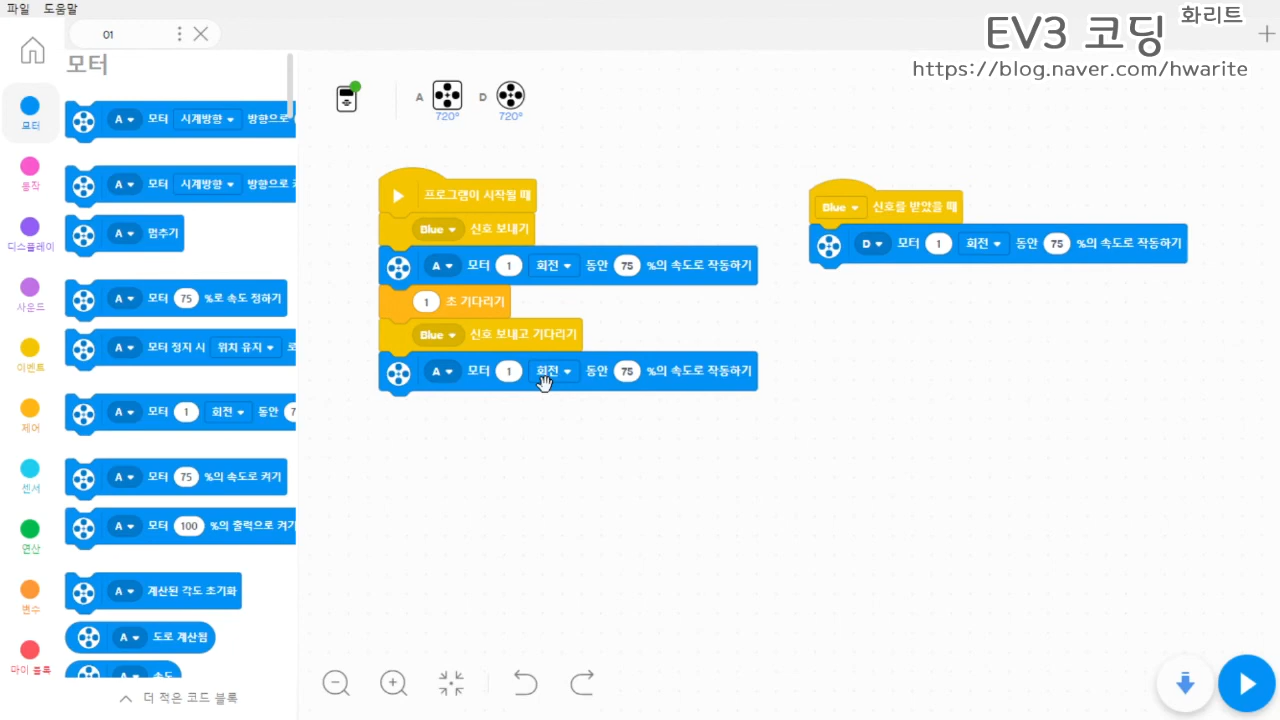 파일 도움말
01
화리트
EV3 코딩
https://blog.naver.com/hwarite
모터
모터
동작
디스플레이
사운드
이벤트
제어
센서
연산
변수
마이 블록
A 모터 시계방향 방향으로
A 모터 시계방향 방향으로
A 멈추기
A 모터 75 %로 속도 정하기
A 모터 정지 시 위치 유지
A 모터 1 회전 동안
A 모터 75 %의 속도로 켜기
A 모터 100 %의 출력으로 켜기
A 계산된 각도 초기화
A 도로 계산됨
A 속도
더 적은 코드 블록
A 720° D 720°
프로그램이 시작될 때
Blue 신호 보내기
A 모터 1 회전 동안 75 %의 속도로 작동하기
1 초 기다리기
Blue 신호 보내고 기다리기
A 모터 1 회전 동안 75 %의 속도로 작동하기
Blue 신호를 받았을 때
D 모터 1 회전 동안 75 %의 속도로 작동하기